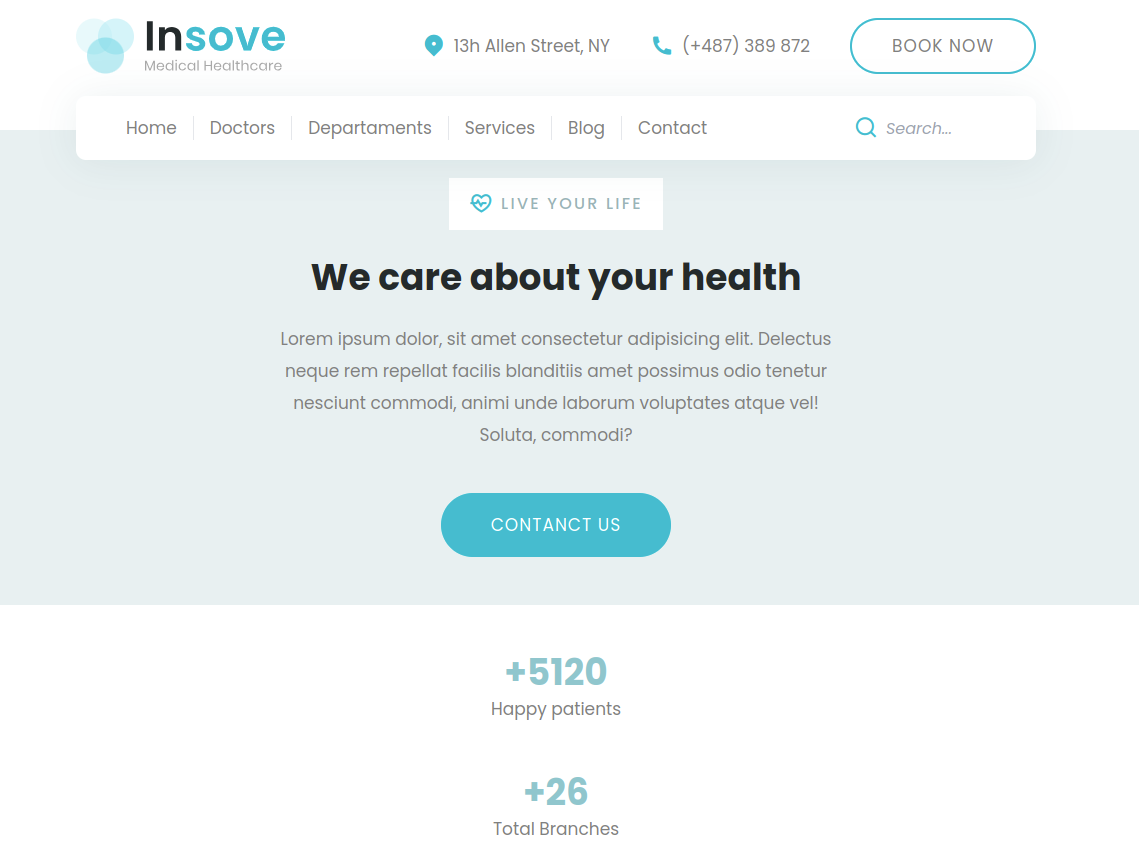 Insove
Medical Healthcare
13h Allen Street, NY
(+487) 389 872
BOOK NOW
Home
Doctors
Departaments
Services
Blog
Contact
Search...
LIVE YOUR LIFE
We care about your health
Lorem ipsum dolor, sit amet consectetur adipisicing elit. Delectus
neque rem repellat facilis blanditiis amet possimus odio tenetur
nesciunt commodi, animi unde laborum voluptates atque vel!
Soluta, commodi?
CONTANCT US
+5120
Happy patients
+26
Total Branches